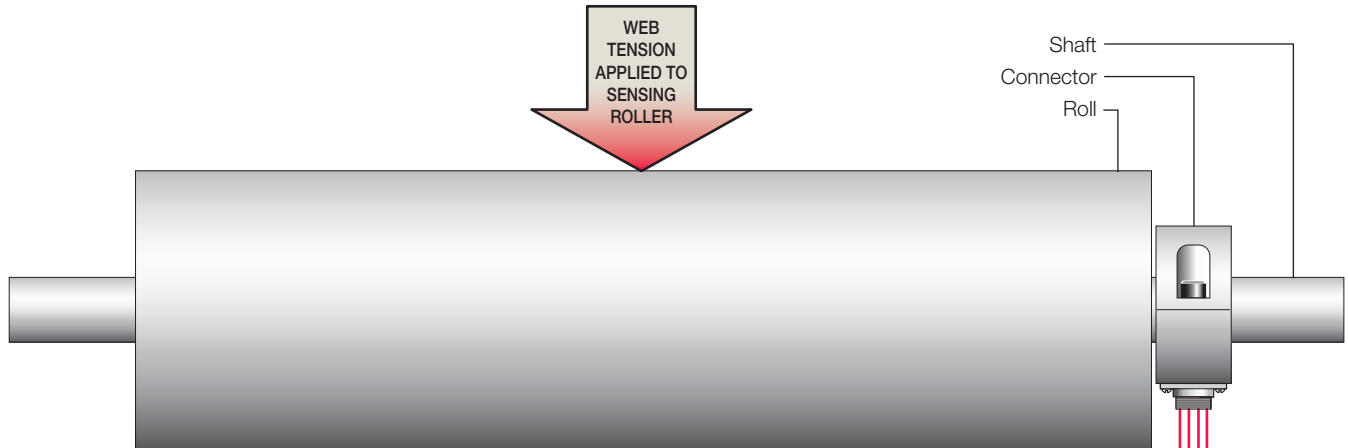 WEB
TENSION
APPLIED TO
SENSING
ROLLER
Shaft
Connector
Roll